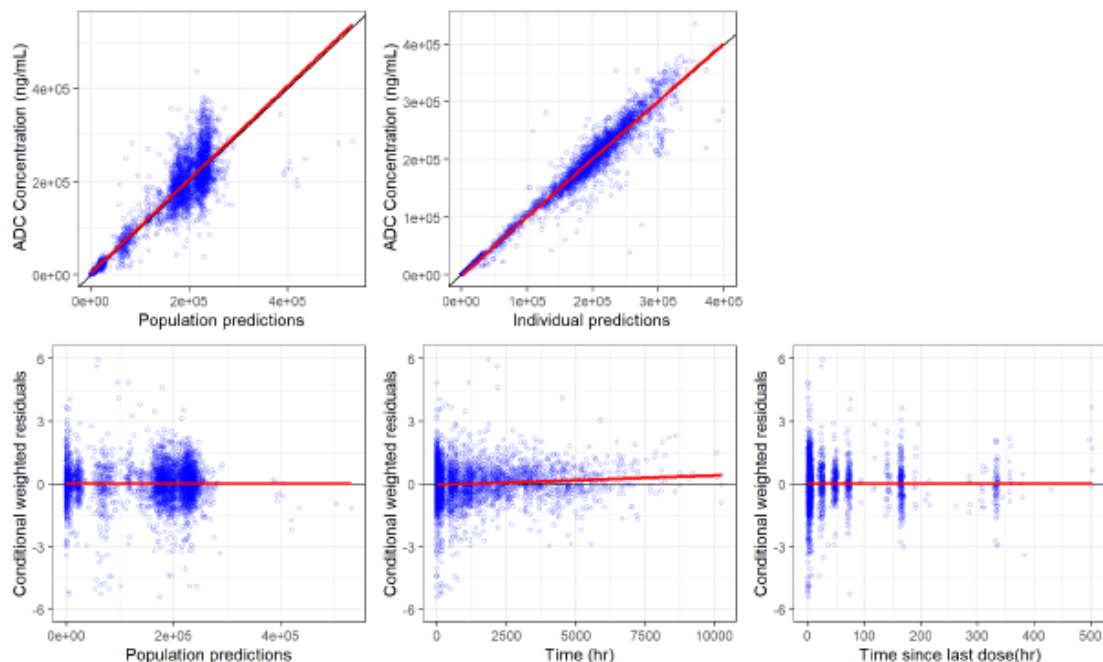 ADC Concentration (ng/mL)
4e+05
2e+05
0e+00
0e+00 2e+05 4e+05
Population predictions
ADC Concentration (ng/mL)
4e+05
3e+05
2e+05
1e+05
0e+00
0e+00 1e+05 2e+05 3e+05 4e+05
Individual predictions
Conditional weighted residuals
6
3
0
-3
-6
0e+00 2e+05 4e+05
Population predictions
Conditional weighted residuals
6
3
0
-3
-6
0 2500 5000 7500 10000
Time (hr)
Conditional weighted residuals
6
3
0
-3
-6
0 100 200 300 400 500
Time since last dose(hr)